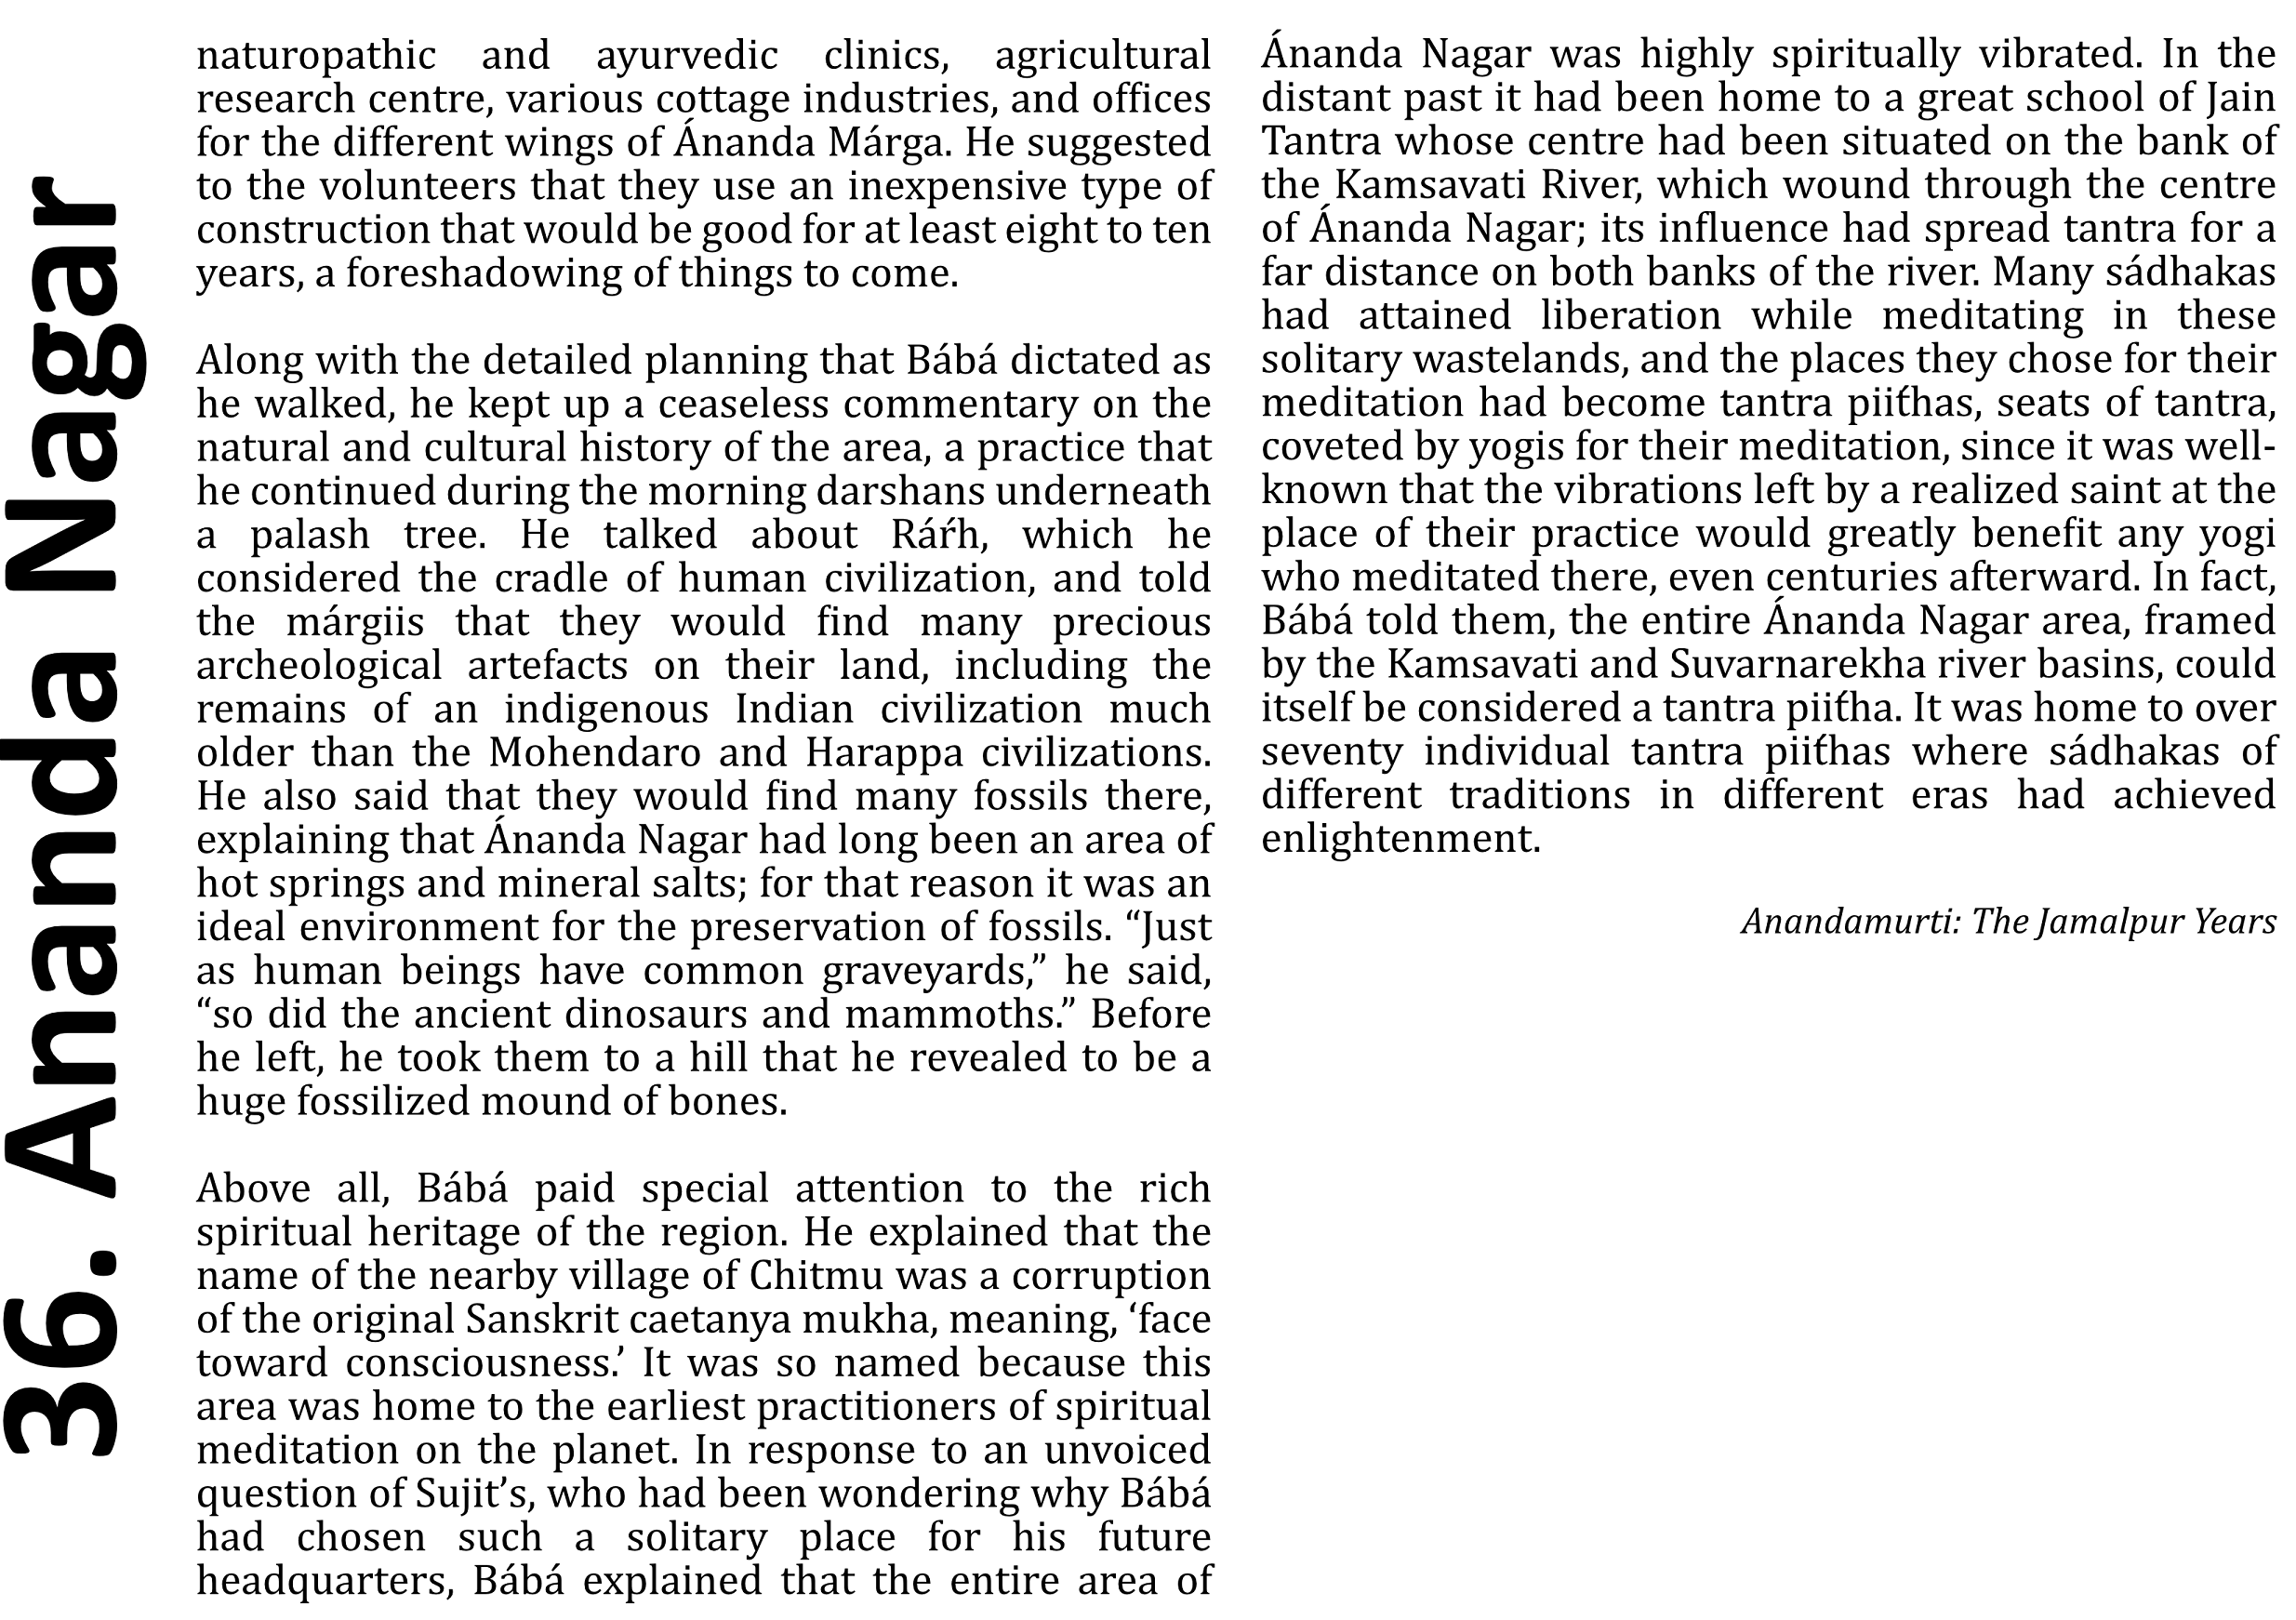 36. Ananda Nagar
naturopathic and ayurvedic clinics, agricultural
research centre, various cottage industries, and offices
for the different wings of Ánanda Márga. He suggested
to the volunteers that they use an inexpensive type of
construction that would be good for at least eight to ten
years, a foreshadowing of things to come.
Along with the detailed planning that Bábá dictated as
he walked, he kept up a ceaseless commentary on the
natural and cultural history of the area, a practice that
he continued during the morning darshans underneath
a palash tree. He talked about Ráŕh, which he
considered the cradle of human civilization, and told
the márgiis that they would find many precious
archeological artefacts on their land, including the
remains of an indigenous Indian civilization much
older than the Mohendaro and Harappa civilizations.
He also said that they would find many fossils there,
explaining that Ánanda Nagar had long been an area of
hot springs and mineral salts; for that reason it was an
ideal environment for the preservation of fossils. “Just
as human beings have common graveyards,” he said,
“so did the ancient dinosaurs and mammoths.” Before
he left, he took them to a hill that he revealed to be a
huge fossilized mound of bones.
Above all, Bábá paid special attention to the rich
spiritual heritage of the region. He explained that the
name of the nearby village of Chitmu was a corruption
of the original Sanskrit caetanya mukha, meaning, ‘face
toward consciousness.’ It was so named because this
area was home to the earliest practitioners of spiritual
meditation on the planet. In response to an unvoiced
question of Sujit’s, who had been wondering why Bábá
had chosen such a solitary place for his future
headquarters, Bábá explained that the entire area of
Ánanda Nagar was highly spiritually vibrated. In the
distant past it had been home to a great school of Jain
Tantra whose centre had been situated on the bank of
the Kamsavati River, which wound through the centre
of Ánanda Nagar; its influence had spread tantra for a
far distance on both banks of the river. Many sádhakas
had attained liberation while meditating in these
solitary wastelands, and the places they chose for their
meditation had become tantra piit́has, seats of tantra,
coveted by yogis for their meditation, since it was well-
known that the vibrations left by a realized saint at the
place of their practice would greatly benefit any yogi
who meditated there, even centuries afterward. In fact,
Bábá told them, the entire Ánanda Nagar area, framed
by the Kamsavati and Suvarnarekha river basins, could
itself be considered a tantra piit́ha. It was home to over
seventy individual tantra piit́has where sádhakas of
different traditions in different eras had achieved
enlightenment.
Anandamurti: The Jamalpur Years